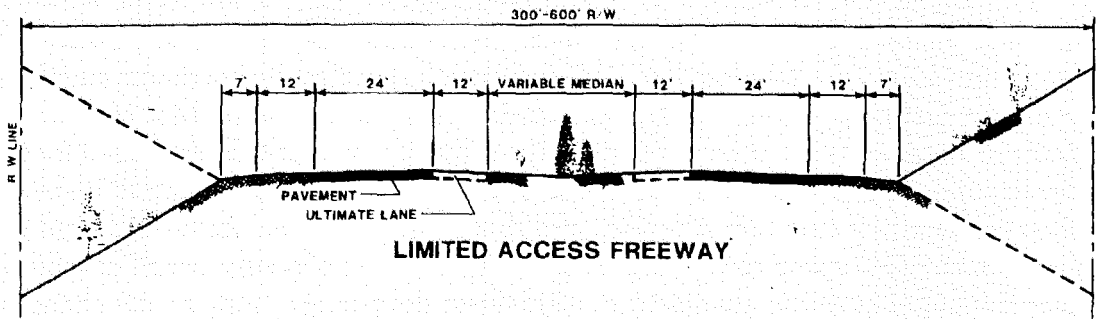 300'-600' R/W
7' 12' 24' 12' VARIABLE MEDIAN 12' 24' 12' 7'
R W LINE
PAVEMENT
ULTIMATE LANE
LIMITED ACCESS FREEWAY